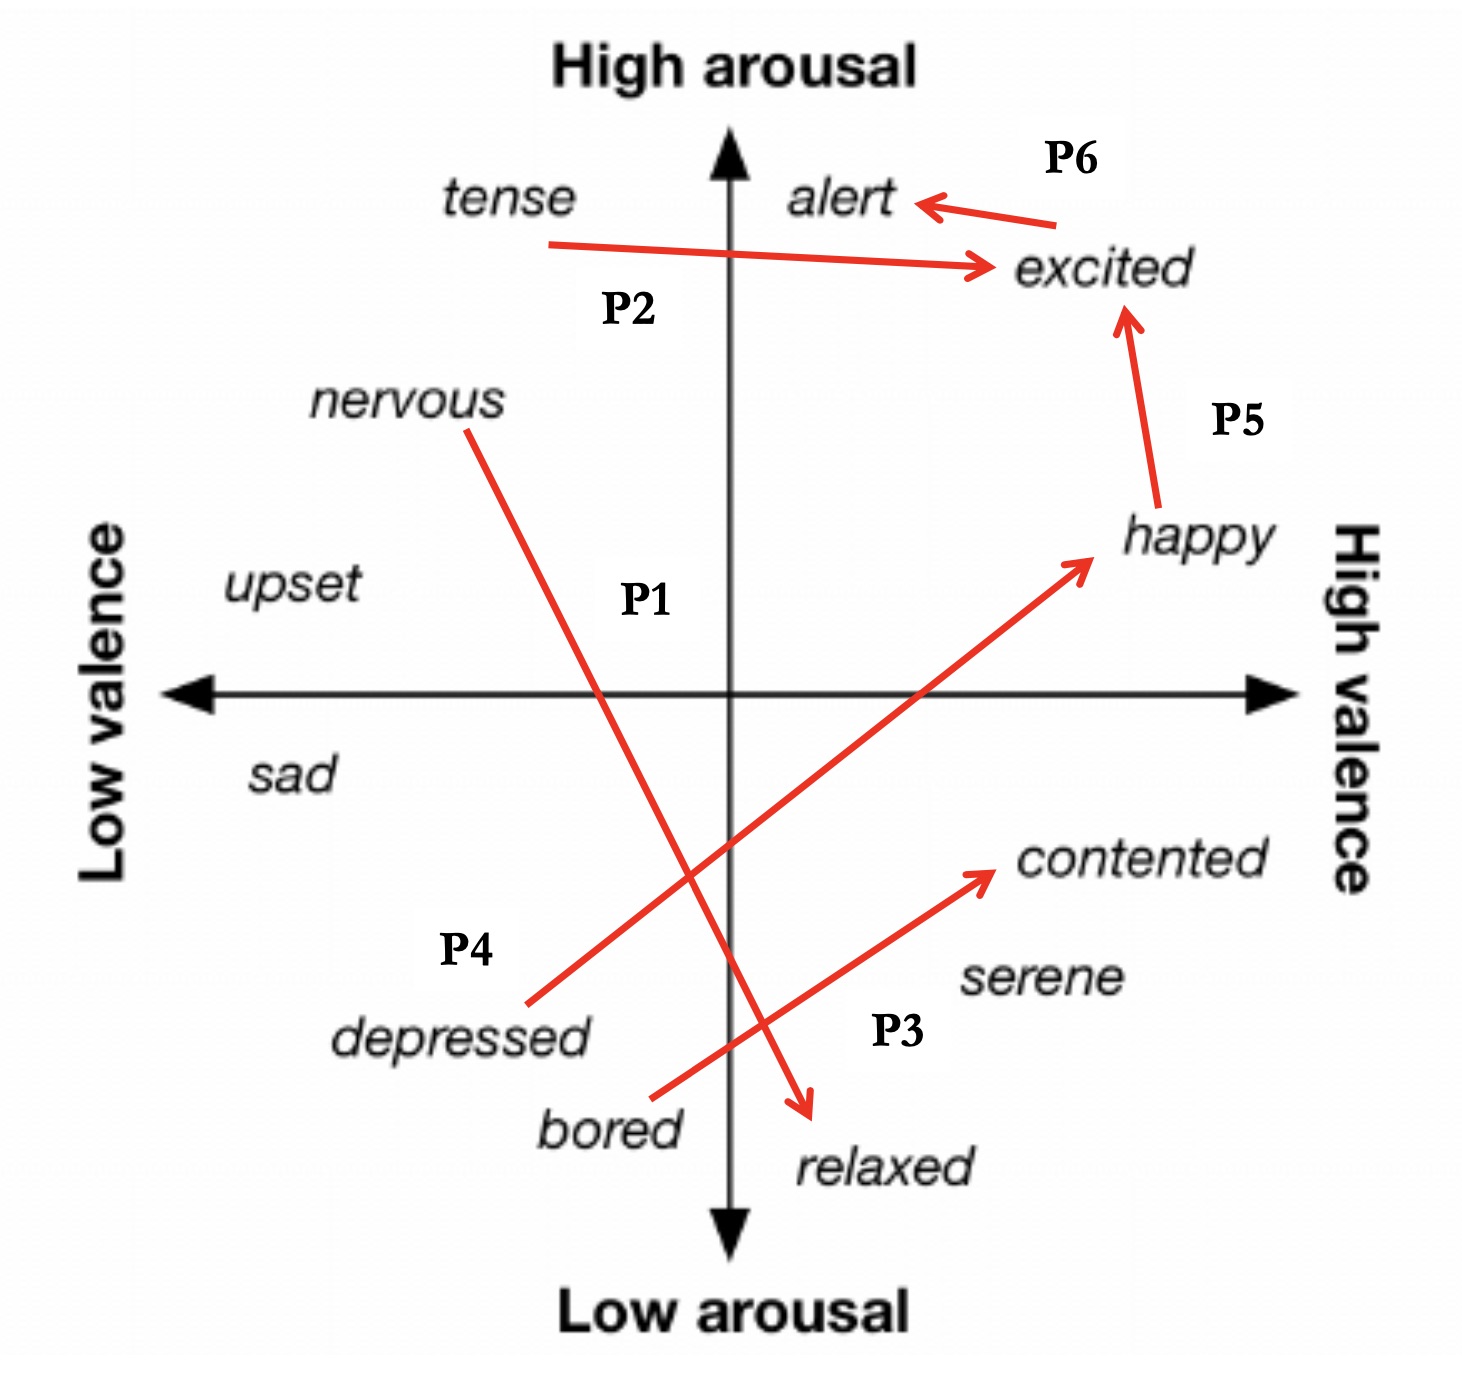 High arousal
P6
tense
alert
excited
P2
nervous
P5
happy
upset
P1
Low valence
High valence
sad
contented
P4
serene
depressed
P3
bored
relaxed
Low arousal